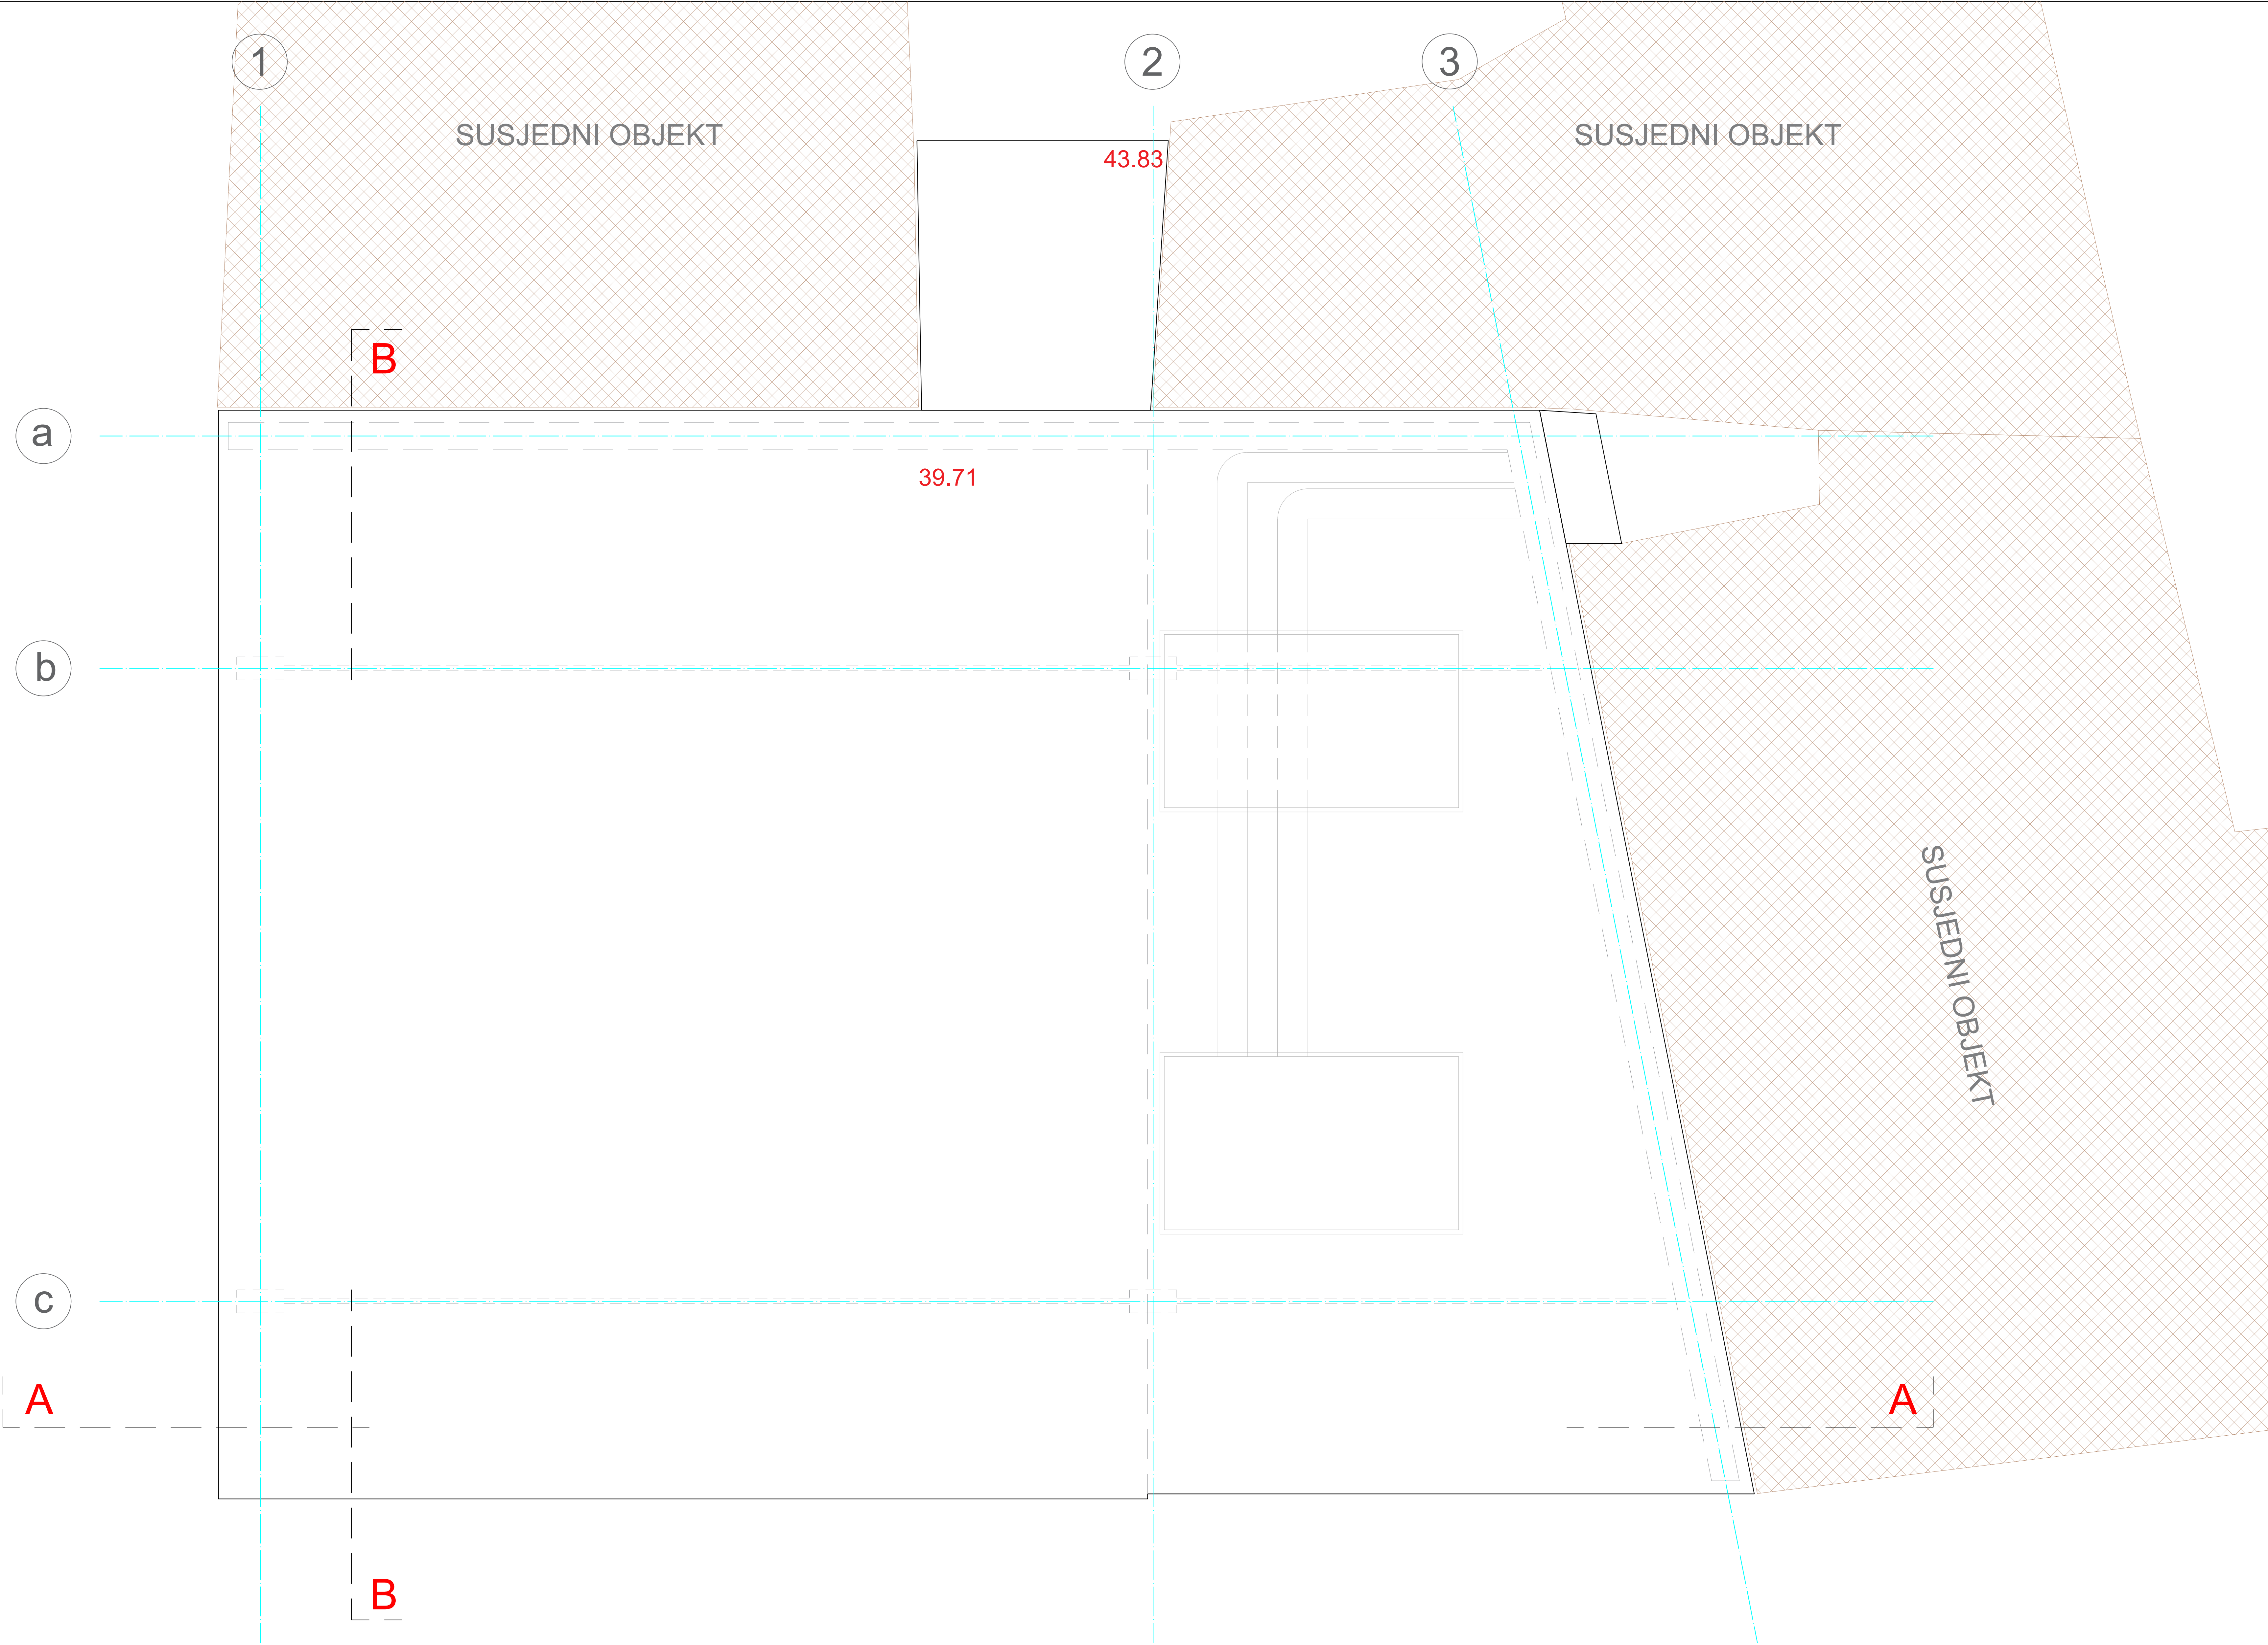 1
2
3
SUSJEDNI OBJEKT
SUSJEDNI OBJEKT
43.83
B
a
39.71
b
SUSJEDNI OBJEKT
c
A
A
B